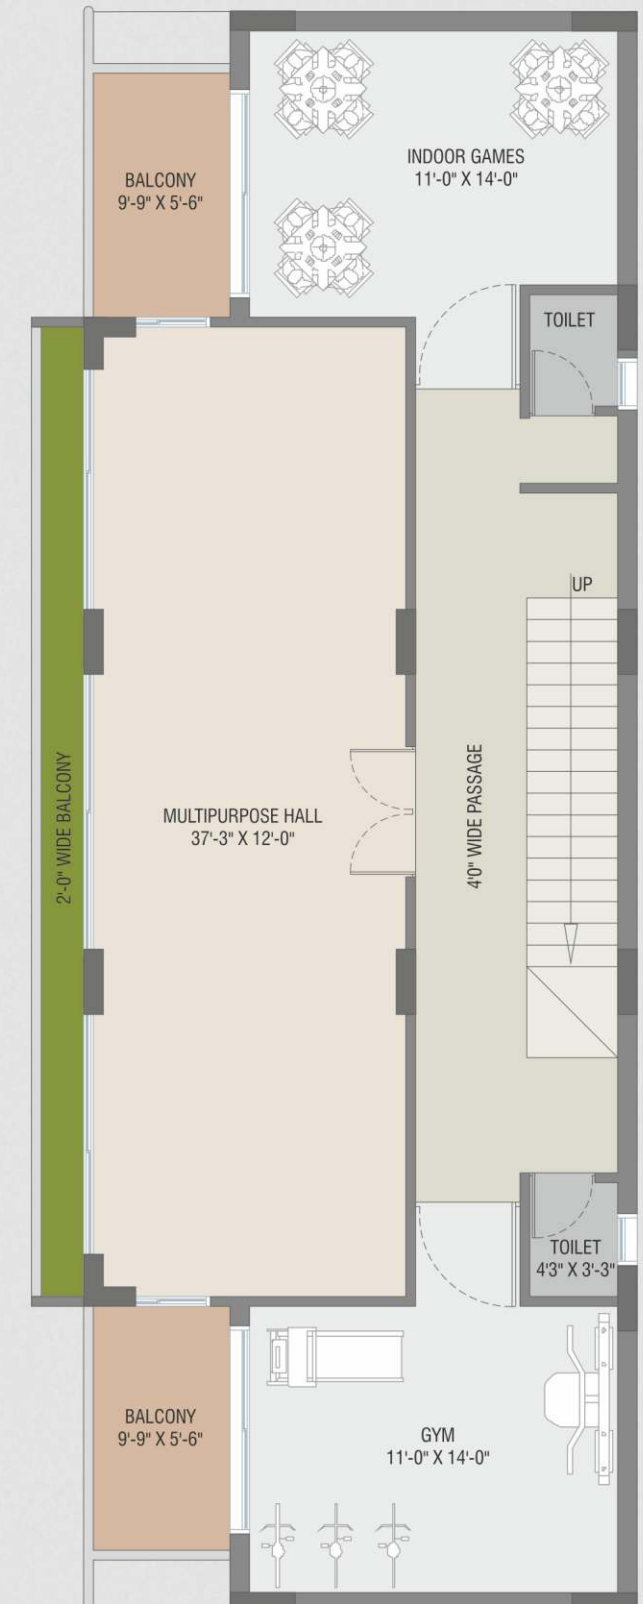 INDOOR GAMES
11'-0" X 14'-0"
BALCONY
9'-9" X 5'-6"
TOILET
UP
2'-0" WIDE BALCONY
MULTIPURPOSE HALL
37'-3" X 12'-0"
4'0" WIDE PASSAGE
TOILET
4'3" X 3'-3"
BALCONY
9'-9" X 5'-6"
GYM
11'-0" X 14'-0"